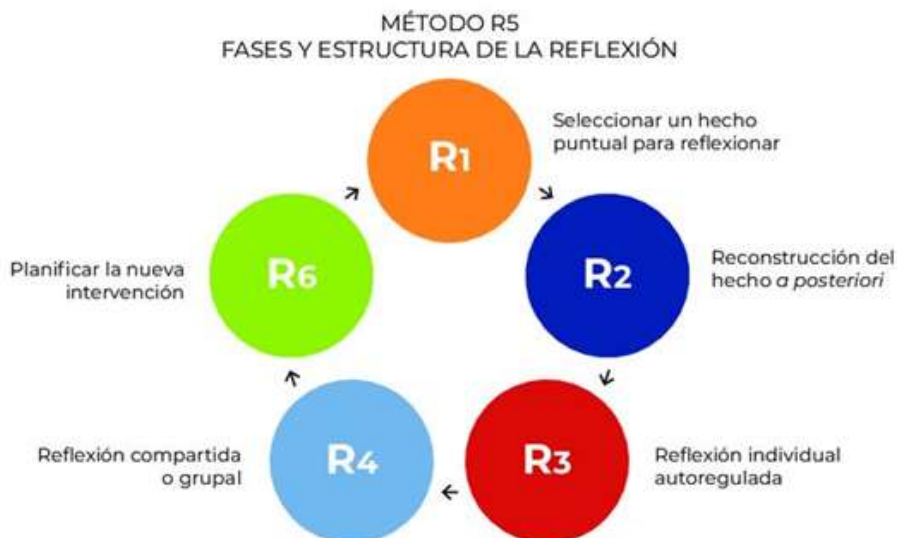 MÉTODO R5
FASES Y ESTRUCTURA DE LA REFLEXIÓN
R1
Seleccionar un hecho
puntual para reflexionar
R2
Reconstrucción del
hecho a posteriori
R3
Reflexión individual
autoregulada
R4
Reflexión compartida
o grupal
R6
Planificar la nueva
intervención